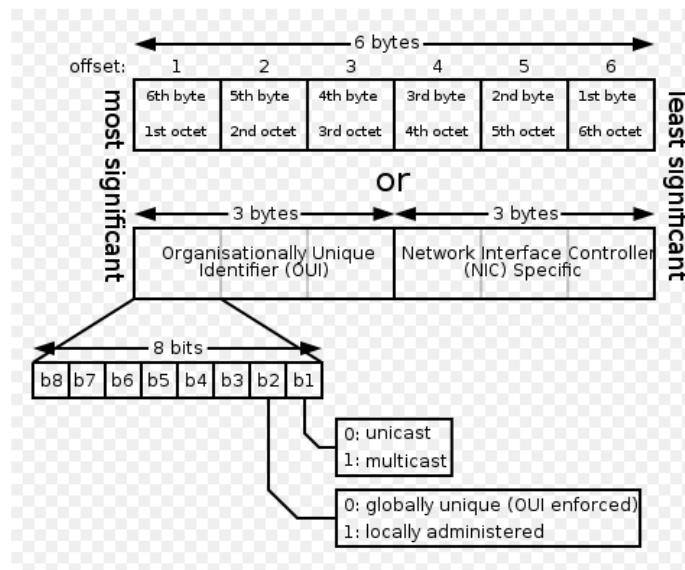 6 bytes
offset: 1 2 3 4 5 6
6th byte 5th byte 4th byte 3rd byte 2nd byte 1st byte
1st octet 2nd octet 3rd octet 4th octet 5th octet 6th octet
most significant
least significant
or
3 bytes 3 bytes
Organisationally Unique
Identifier (OUI)
Network Interface Controller
(NIC) Specific
8 bits
b8 b7 b6 b5 b4 b3 b2 b1
0: unicast
1: multicast
0: globally unique (OUI enforced)
1: locally administered